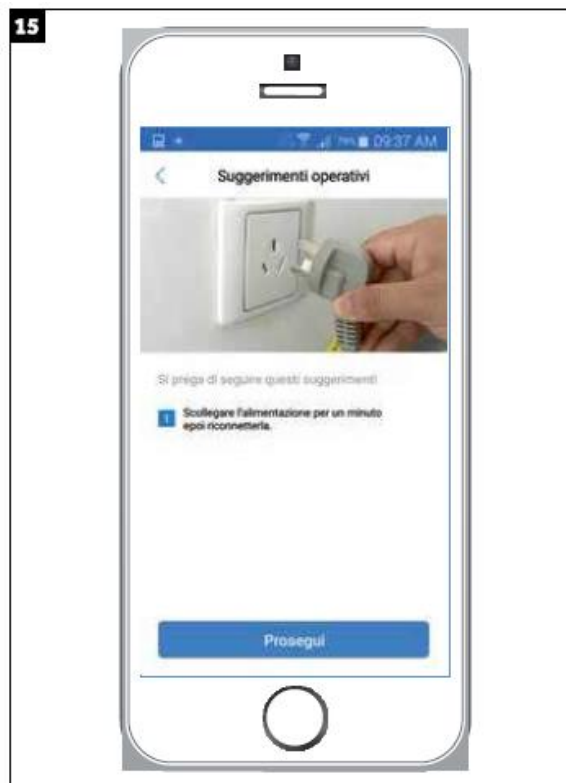 15
79% 09:37 AM
Suggerimenti operativi
Si prega di seguire questi suggerimenti
1 Scollegare l'alimentazione per un minuto
epoi riconnetterla.
Prosegui